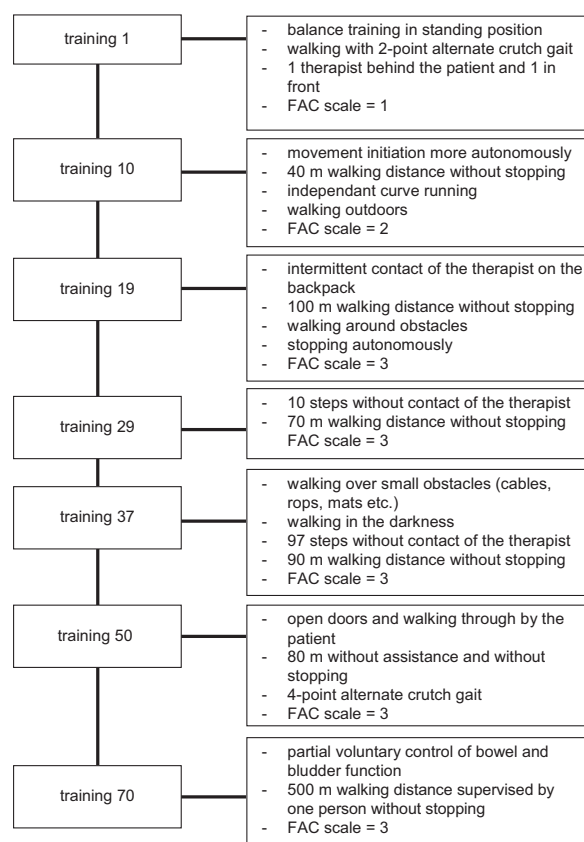 training 1
- balance training in standing position
- walking with 2-point alternate crutch gait
- 1 therapist behind the patient and 1 in
front
- FAC scale = 1
training 10
- movement initiation more autonomously
- 40 m walking distance without stopping
- independant curve running
- walking outdoors
- FAC scale = 2
training 19
- intermittent contact of the therapist on the
backpack
- 100 m walking distance without stopping
- walking around obstacles
- stopping autonomously
- FAC scale = 3
training 29
- 10 steps without contact of the therapist
- 70 m walking distance without stopping
FAC scale = 3
training 37
- walking over small obstacles (cables,
rops, mats etc.)
- walking in the darkness
- 97 steps without contact of the therapist
- 90 m walking distance without stopping
- FAC scale = 3
training 50
- open doors and walking through by the
patient
- 80 m without assistance and without
stopping
- 4-point alternate crutch gait
- FAC scale = 3
training 70
- partial voluntary control of bowel and
bludder function
- 500 m walking distance supervised by
one person without stopping
- FAC scale = 3